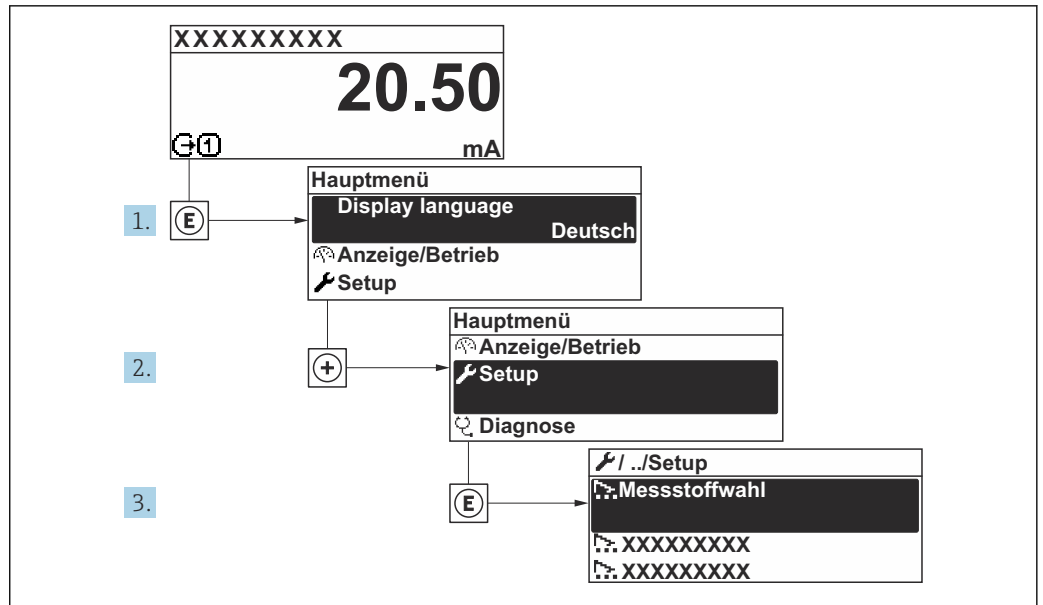 XXXXXXXXX
20.50
1
mA
1.
E
Hauptmenü
Display language
Deutsch
Anzeige/Betrieb
Setup
2.
+
Hauptmenü
Anzeige/Betrieb
Setup
Diagnose
3.
E
/ ../Setup
Messstoffwahl
XXXXXXXXX
XXXXXXXXX